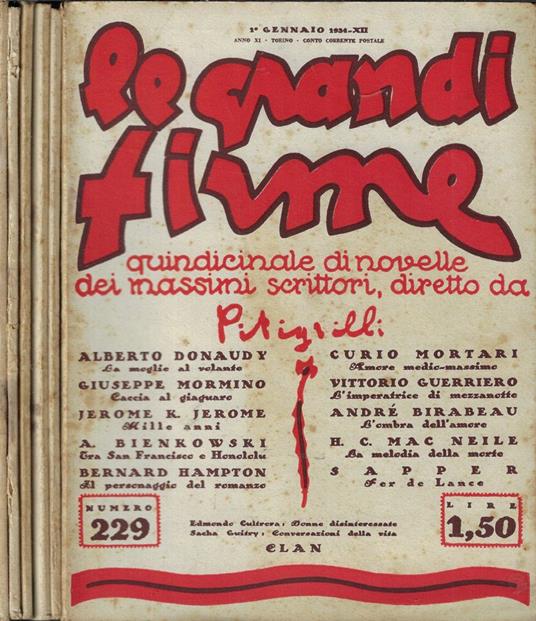 1° GENNAIO 1934-XII
ANNO XI - TORINO - CONTO CORRENTE POSTALE
le grandi
firme
quindicinale di novelle
dei massimi scrittori, diretto da
Pitigrilli
ALBERTO DONAUDY
La moglie al volante
GIUSEPPE MORMINO
Caccia al giaguaro
JEROME K. JEROME
Mille anni
A. BIENKOWSKI
Tra San Francisco e Honolulu
BERNARD HAMPTON
Il personaggio del romanzo
CURIO MORTARI
Amore medio-massimo
VITTORIO GUERRIERO
L'imperatrice di mezzanotte
ANDRÉ BIRABEAU
L'ombra dell'amore
H. C. MAC NEILE
La melodia della morte
SAPPER
Fer de Lance
NUMERO
229
Edmondo Cultrera: Donne disinteressate
Sacha Guitry: Conversazioni della vita
ELAN
LIRE
1,50